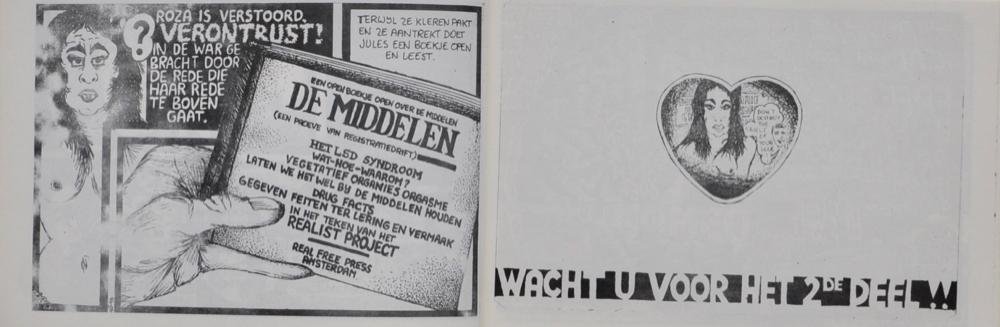 ROZA IS VERSTOORD.
? VERONTRUST!
IN DE WAR GE
BRACHT DOOR
DE REDE DIE
HAAR REDE
TE BOVEN
GAAT.
TERWIJL ZE KLEREN PAKT
EN ZE AANTREKT DOET
JULES EEN BOEKJE OPEN
EN LEEST.
EEN OPEN BOEKJE OPEN OVER DE MIDDELEN
DE MIDDELEN
(EEN PROEVE VAN REGISTRATIEDRIFT)
HET LSD SYNDROOM
WAT-HOE-WAAROM?
VEGETATIEF ORGANIES ORGASME
LATEN WE HET WEL BIJ DE MIDDELEN HOUDEN
DRUG FACTS
GEGEVEN FEITEN TER LERING EN VERMAAK
IN HET TEKEN VAN HET
REALIST PROJECT
REAL FREE PRESS
AMSTERDAM
WACHT U VOOR HET 2DE DEEL!!